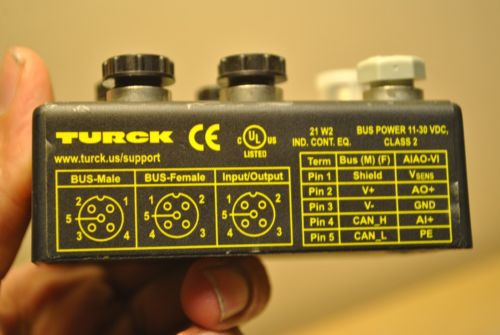 TURCK
CE
C UL US
LISTED
21 W2
IND. CONT. EQ.
BUS POWER 11-30 VDC,
CLASS 2
www.turck.us/support
BUS-Male BUS-Female Input/Output
2 1 1 2 1 2
5 5 5
3 4 4 3 4 3
Term Bus (M) (F) AIAO-VI
Pin 1 Shield VSENS
Pin 2 V+ AO+
Pin 3 V- GND
Pin 4 CAN_H AI+
Pin 5 CAN_L PE